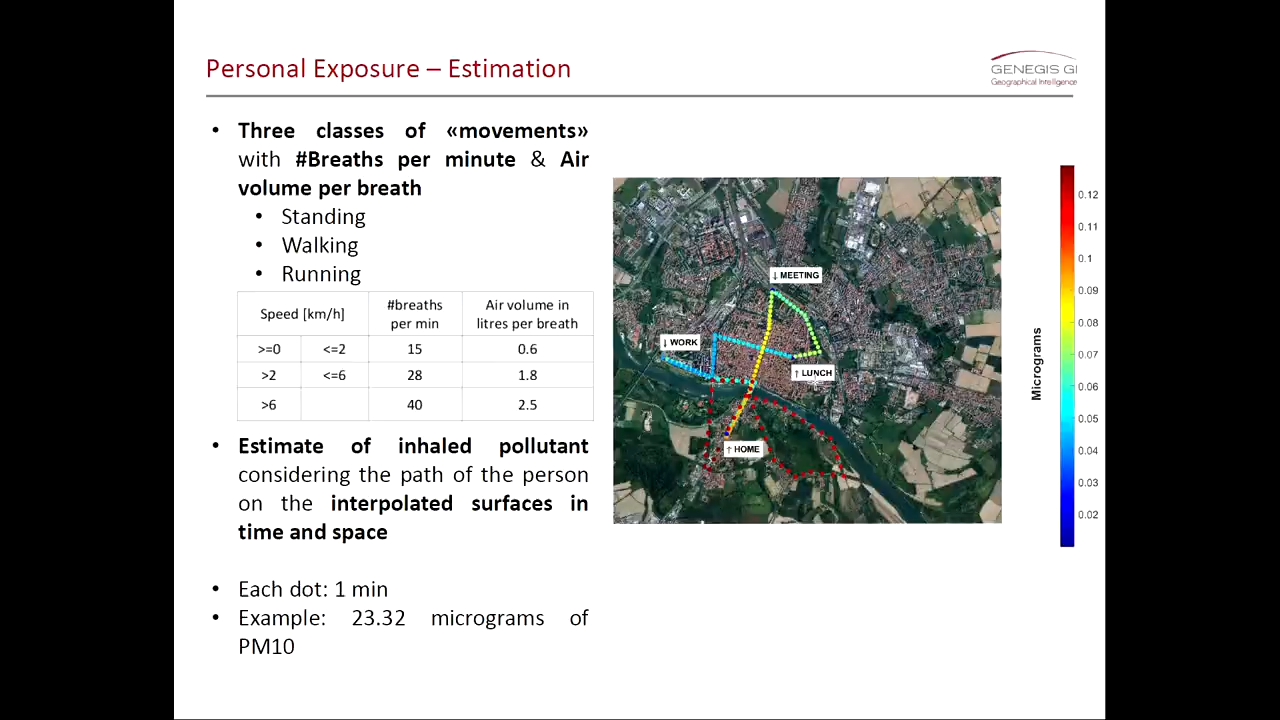 Personal Exposure – Estimation
GENEGIS GI
Geographical Intelligence
• Three classes of «movements»
with #Breaths per minute & Air
volume per breath
• Standing
• Walking
• Running
Speed [km/h] #breaths per min Air volume in litres per breath
>=0 <=2 15 0.6
>2 <=6 28 1.8
>6 40 2.5
• Estimate of inhaled pollutant
considering the path of the person
on the interpolated surfaces in
time and space
• Each dot: 1 min
• Example: 23.32 micrograms of
PM10
↓ MEETING
↓ WORK
↑ LUNCH
↑ HOME
Micrograms
0.12
0.11
0.1
0.09
0.08
0.07
0.06
0.05
0.04
0.03
0.02